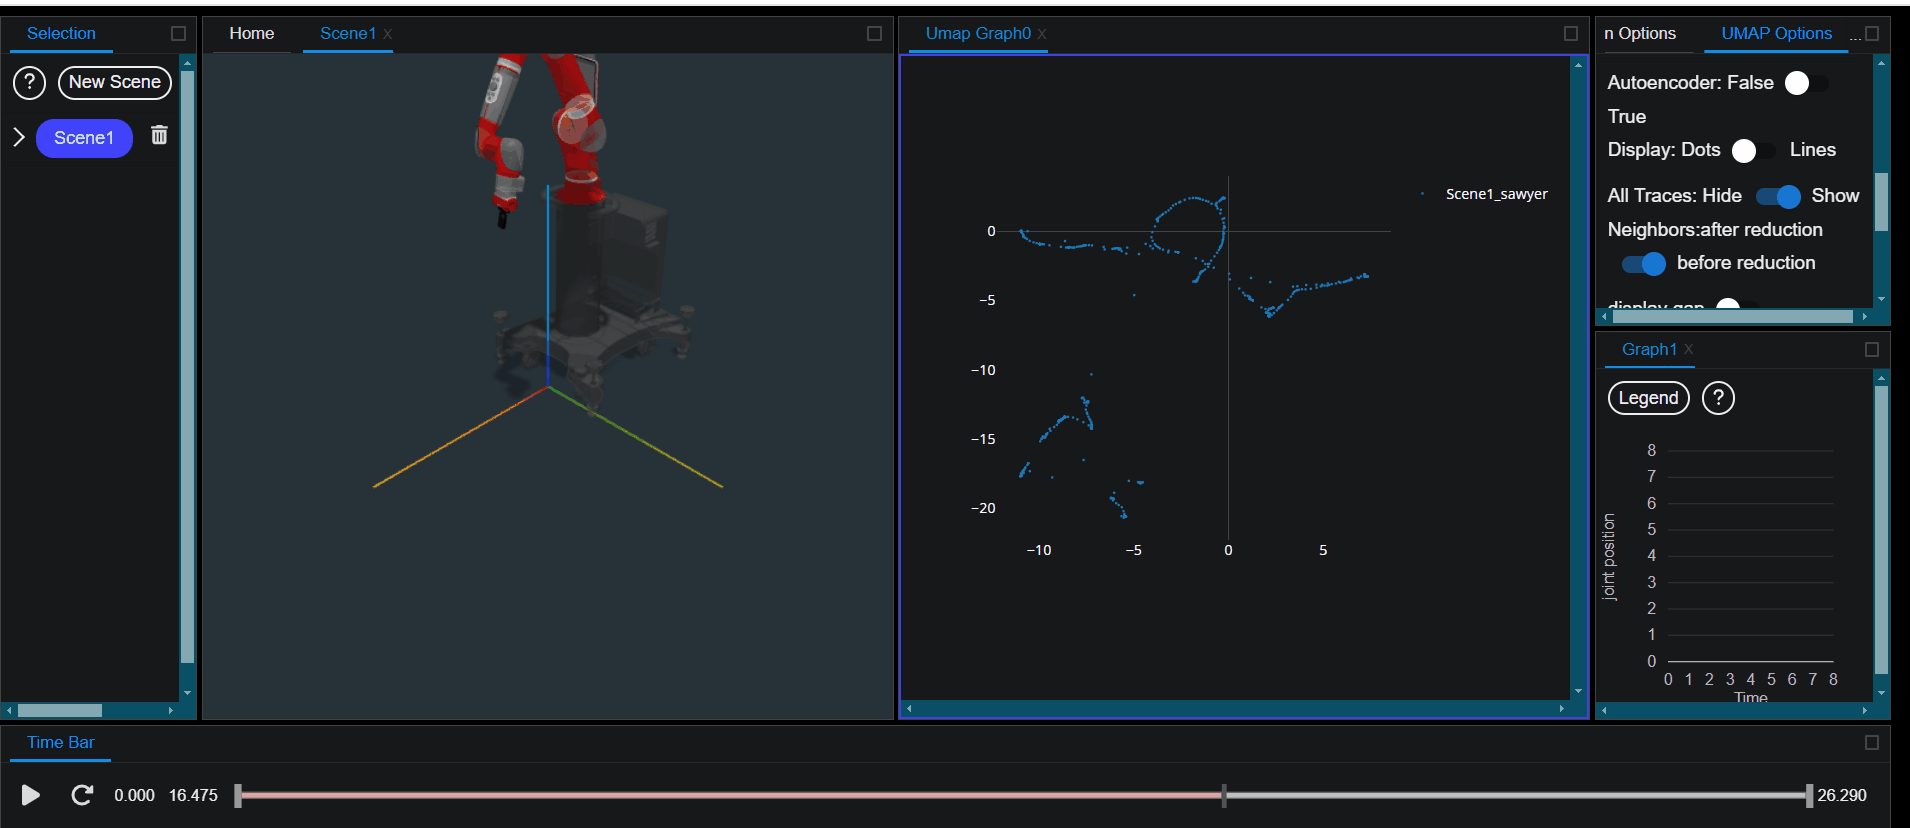 Selection
?
New Scene
Scene1
Home
Scene1 X
Umap Graph0 X
Scene1_sawyer
0
−5
−10
−15
−20
−10 −5 0 5
n Options
UMAP Options
...
Autoencoder: False
True
Display: Dots Lines
All Traces: Hide Show
Neighbors:after reduction
before reduction
display gap
Graph1 X
Legend
?
8
7
6
5
4
3
2
1
0
joint position
0 1 2 3 4 5 6 7 8
Time
Time Bar
0.000 16.475 26.290